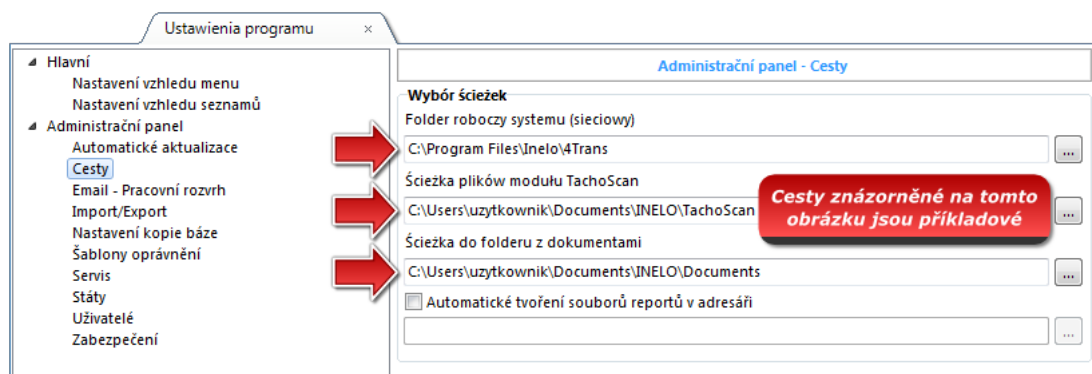 Ustawienia programu ×
Hlavní
Nastavení vzhledu menu
Nastavení vzhledu seznamů
Administrační panel
Automatické aktualizace
Cesty
Email - Pracovní rozvrh
Import/Export
Nastavení kopie báze
Šablony oprávnění
Servis
Státy
Uživatelé
Zabezpečení
Administrační panel - Cesty
Wybór ścieżek
Folder roboczy systemu (sieciowy)
C:\Program Files\Inelo\4Trans
...
Ścieżka plików modułu TachoScan
C:\Users\uzytkownik\Documents\INELO\TachoScan
...
Cesty znázorněné na tomto
obrázku jsou příkladové
Ścieżka do folderu z dokumentami
C:\Users\uzytkownik\Documents\INELO\Documents
...
Automatické tvoření souborů reportů v adresáři
...